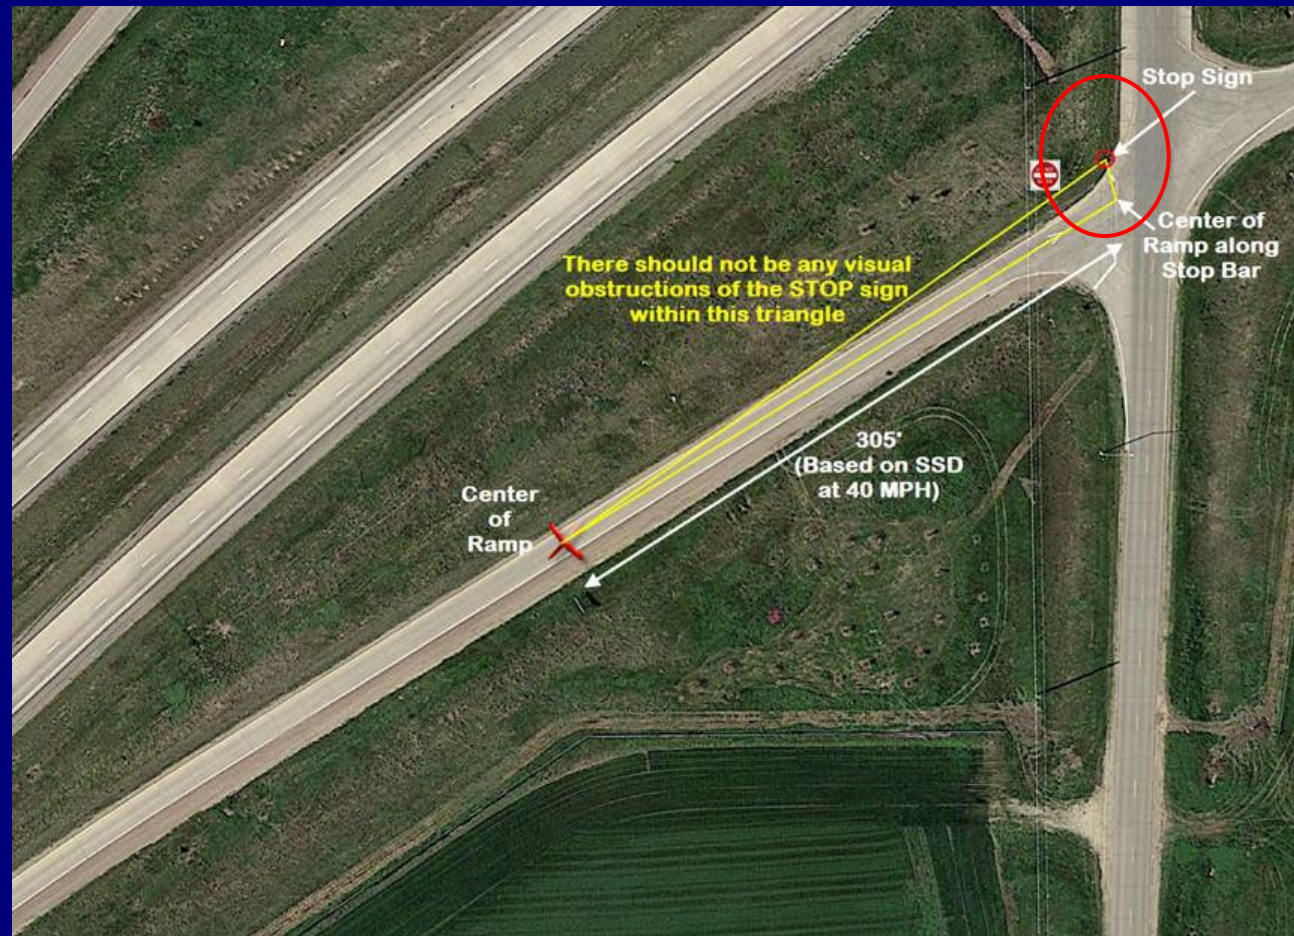 Stop Sign
Center of
Ramp along
Stop Bar
There should not be any visual
obstructions of the STOP sign
within this triangle
305'
(Based on SSD
at 40 MPH)
Center
of
Ramp